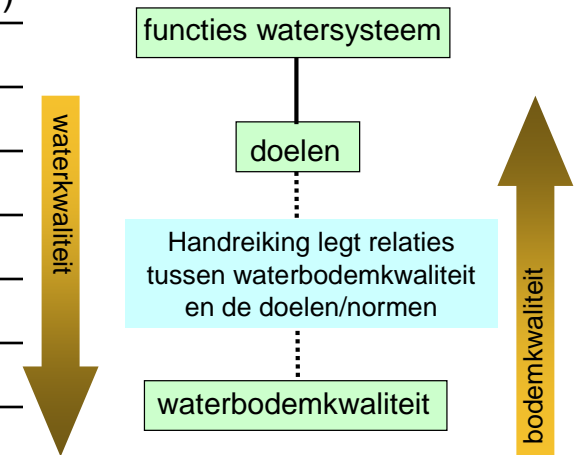 )
functies watersysteem
doelen
waterkwaliteit
Handreiking legt relaties
tussen waterbodemkwaliteit
en de doelen/normen
bodemkwaliteit
waterbodemkwaliteit